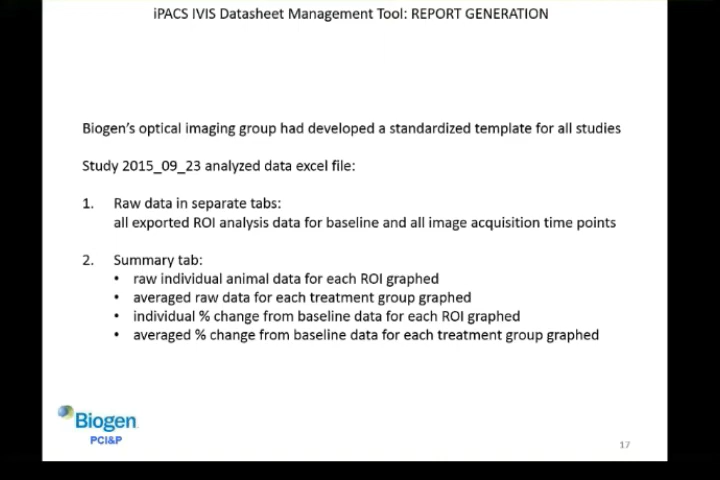 iPACS IVIS Datasheet Management Tool: REPORT GENERATION
Biogen's optical imaging group had developed a standardized template for all studies
Study 2015_09_23 analyzed data excel file:
1. Raw data in separate tabs:
all exported ROI analysis data for baseline and all image acquisition time points
2. Summary tab:
• raw individual animal data for each ROI graphed
• averaged raw data for each treatment group graphed
• individual % change from baseline data for each ROI graphed
• averaged % change from baseline data for each treatment group graphed
Biogen
PCI&P
17